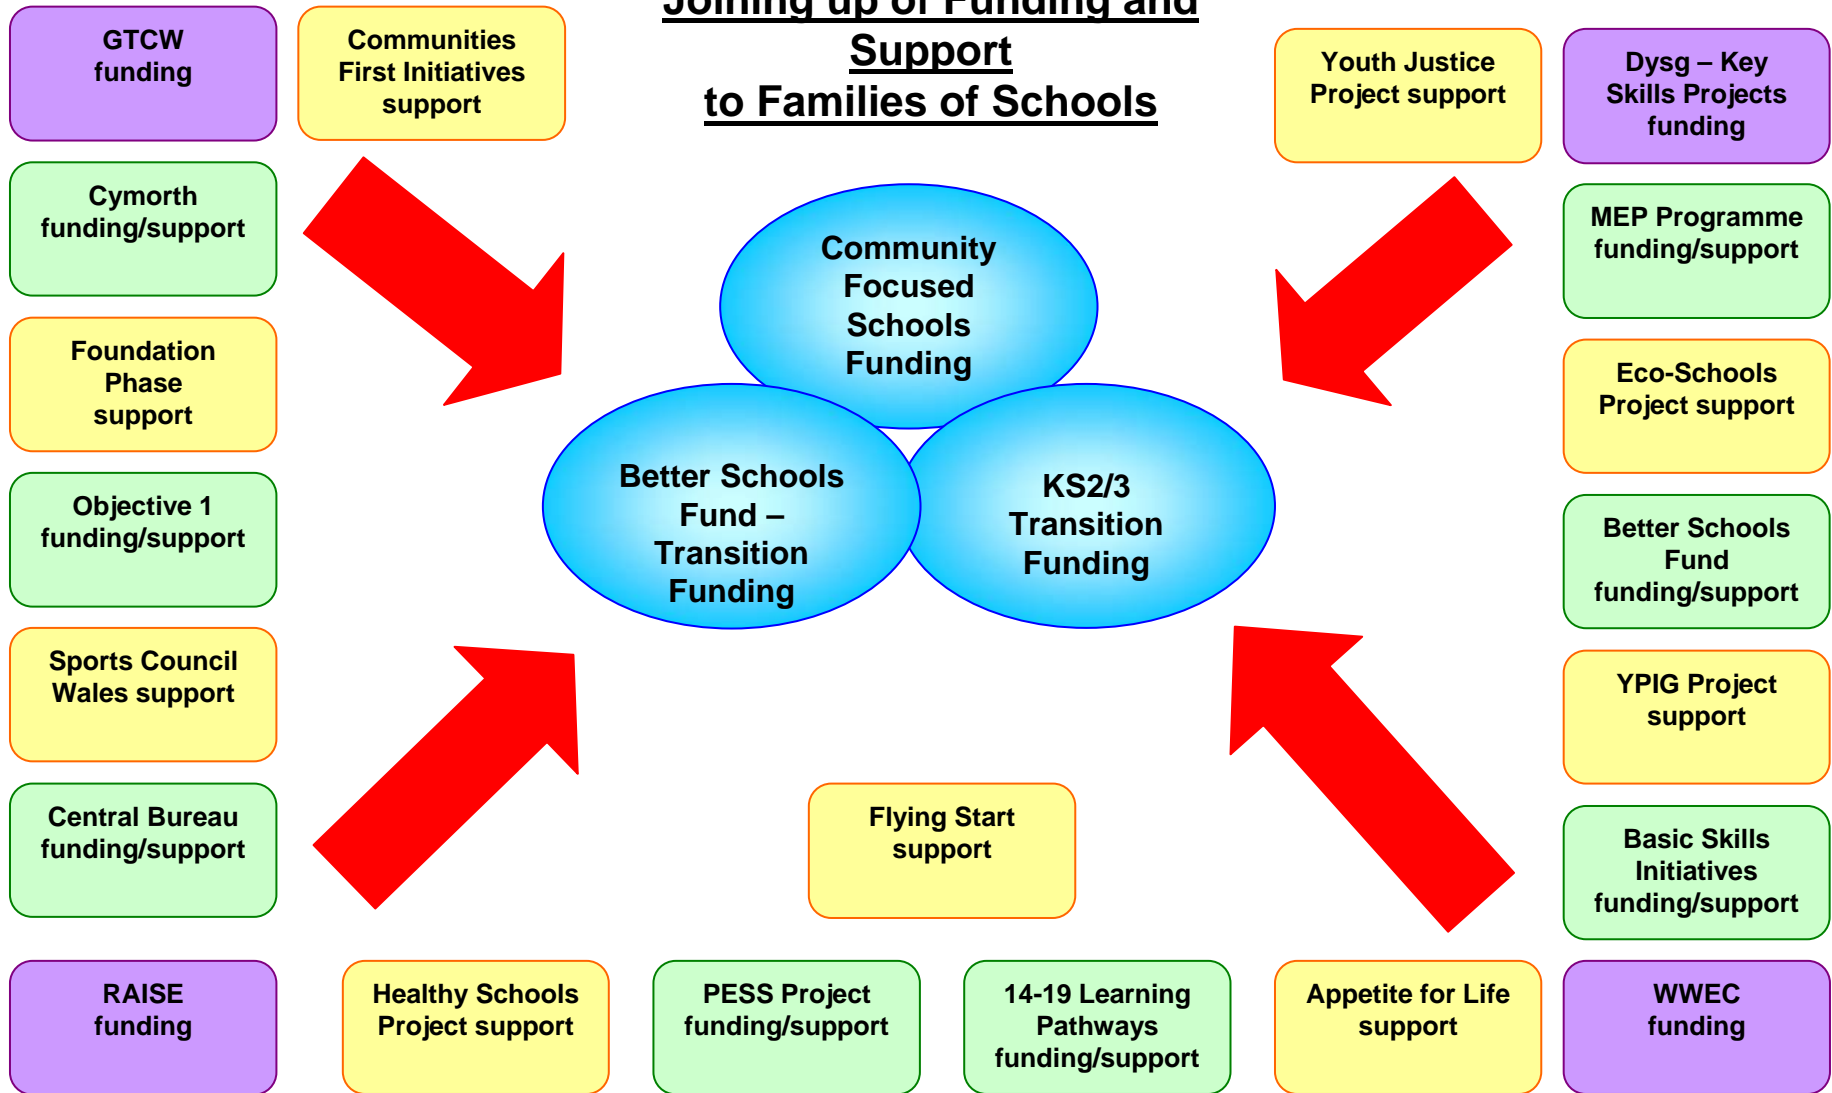 Joining up of Funding and
Support
to Families of Schools
GTCW
funding
Communities
First Initiatives
support
Youth Justice
Project support
Dysg – Key
Skills Projects
funding
Cymorth
funding/support
MEP Programme
funding/support
Community
Focused
Schools
Funding
Foundation
Phase
support
Eco-Schools
Project support
Better Schools
Fund –
Transition
Funding
KS2/3
Transition
Funding
Objective 1
funding/support
Better Schools
Fund
funding/support
Sports Council
Wales support
YPIG Project
support
Central Bureau
funding/support
Flying Start
support
Basic Skills
Initiatives
funding/support
RAISE
funding
Healthy Schools
Project support
PESS Project
funding/support
14-19 Learning
Pathways
funding/support
Appetite for Life
support
WWEC
funding